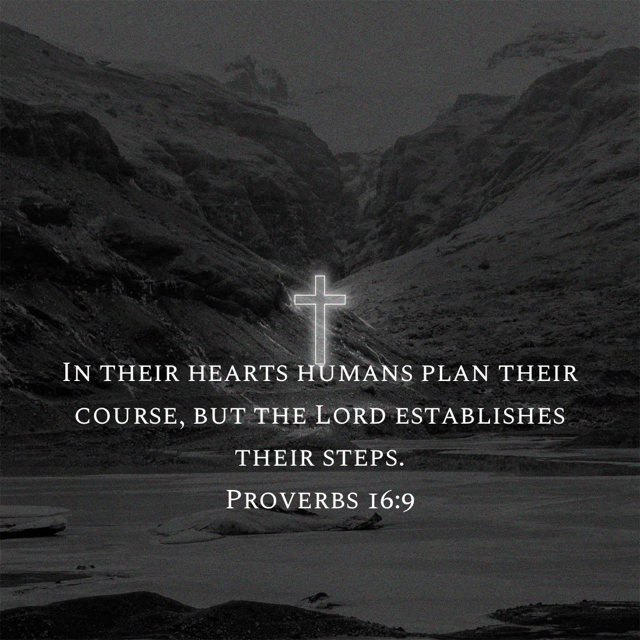 In their hearts humans plan their
course, but the Lord establishes
their steps.
Proverbs 16:9